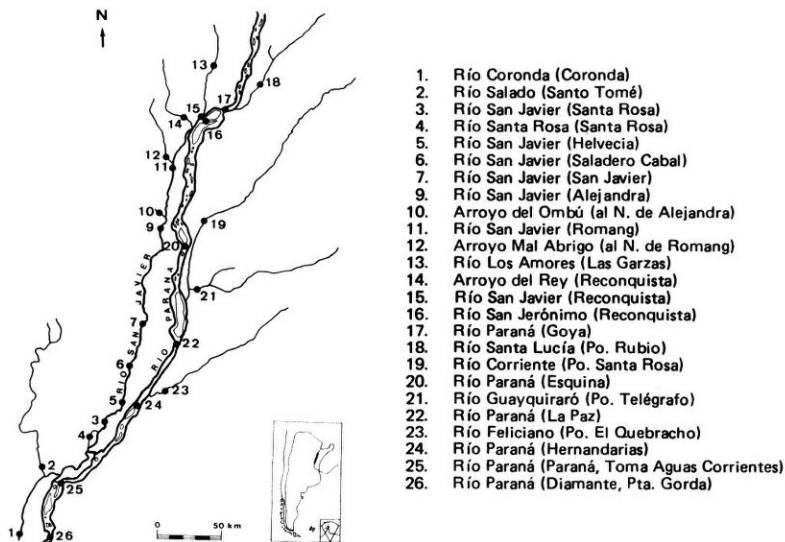 N
13
18
17
15
14
16
12
11
10
19
9
20
21
RIO SAN JAVIER
RIO PARANA
7
22
6
23
5
24
3
4
2
25
1
26
0 50 km
1. Río Coronda (Coronda)
2. Río Salado (Santo Tomé)
3. Río San Javier (Santa Rosa)
4. Río Santa Rosa (Santa Rosa)
5. Río San Javier (Helvecia)
6. Río San Javier (Saladero Cabal)
7. Río San Javier (San Javier)
9. Río San Javier (Alejandra)
10. Arroyo del Ombú (al N. de Alejandra)
11. Río San Javier (Romang)
12. Arroyo Mal Abrigo (al N. de Romang)
13. Río Los Amores (Las Garzas)
14. Arroyo del Rey (Reconquista)
15. Río San Javier (Reconquista)
16. Río San Jerónimo (Reconquista)
17. Río Paraná (Goya)
18. Río Santa Lucía (Po. Rubio)
19. Río Corriente (Po. Santa Rosa)
20. Río Paraná (Esquina)
21. Río Guayquiraró (Po. Telégrafo)
22. Río Paraná (La Paz)
23. Río Feliciano (Po. El Quebracho)
24. Río Paraná (Hernandarias)
25. Río Paraná (Paraná, Toma Aguas Corrientes)
26. Río Paraná (Diamante, Pta. Gorda)